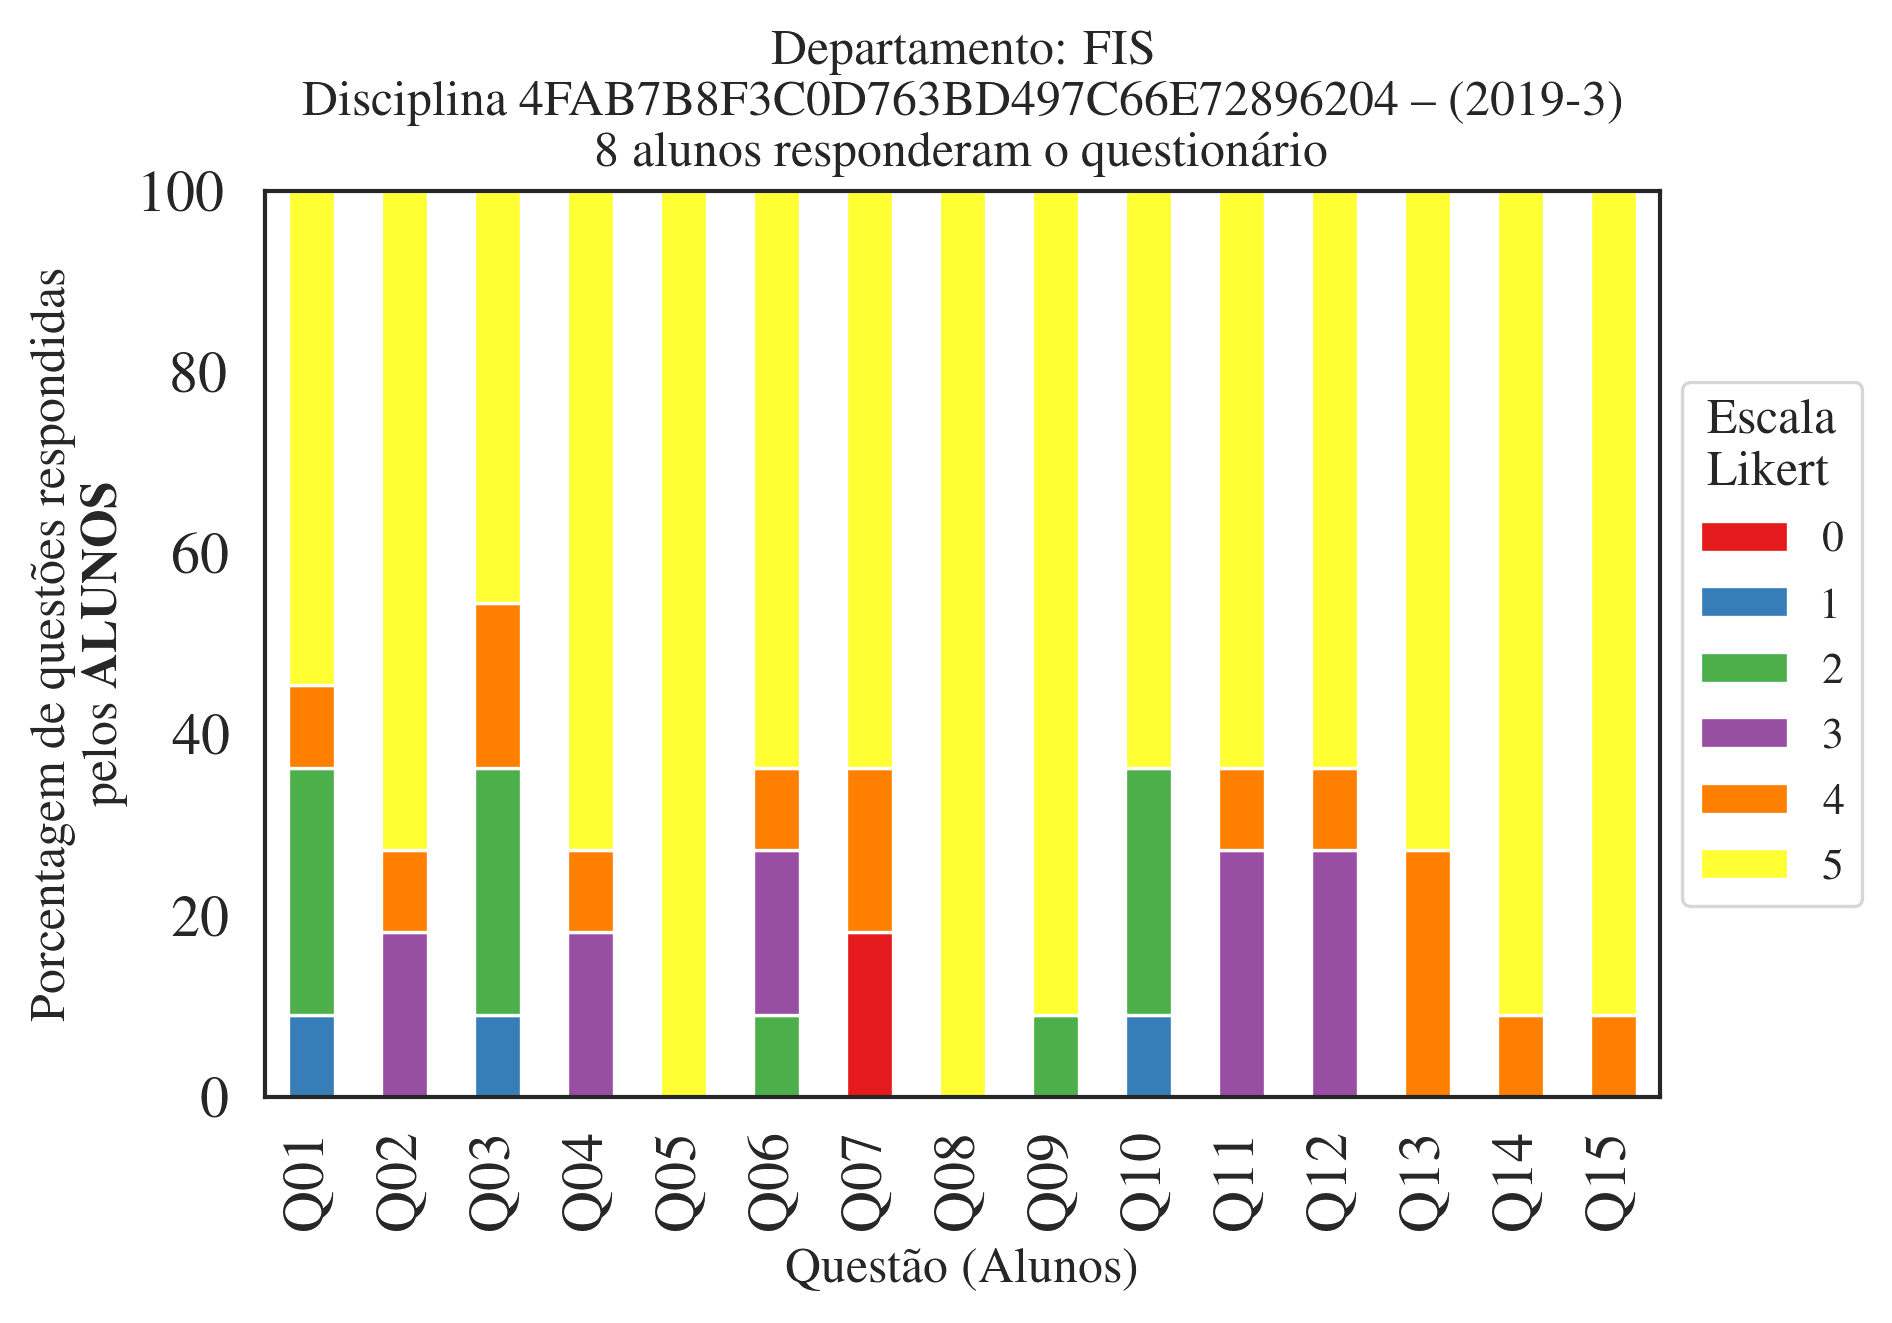 Departamento: FIS
Disciplina 4FAB7B8F3C0D763BD497C66E72896204 – (2019-3)
8 alunos responderam o questionário
Porcentagem de questões respondidas
pelos ALUNOS
100
80
60
40
20
0
Q01
Q02
Q03
Q04
Q05
Q06
Q07
Q08
Q09
Q10
Q11
Q12
Q13
Q14
Q15
Questão (Alunos)
Escala
Likert
0
1
2
3
4
5